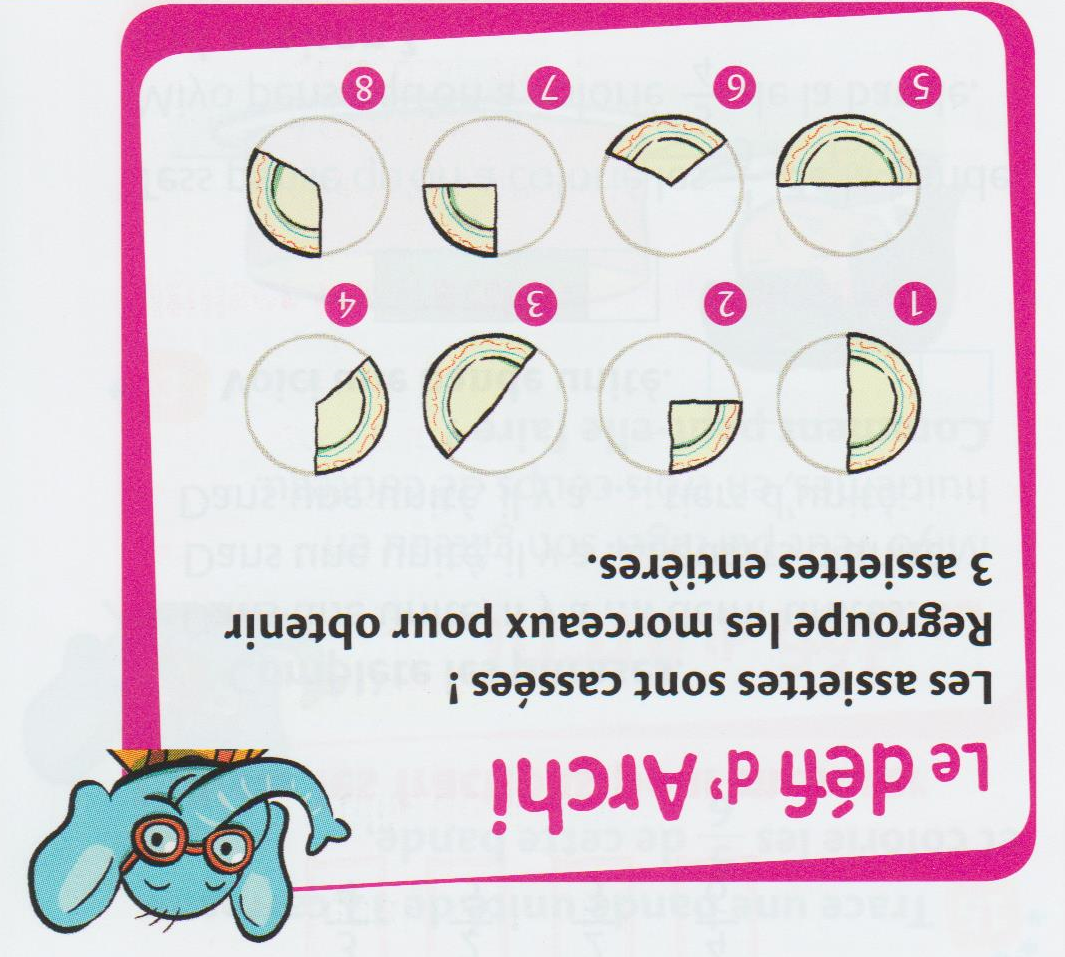 Le défi d'Archi
Les assiettes sont cassées !
Regroupe les morceaux pour obtenir
3 assiettes entières.
1 2 3 4
5 6 7 8